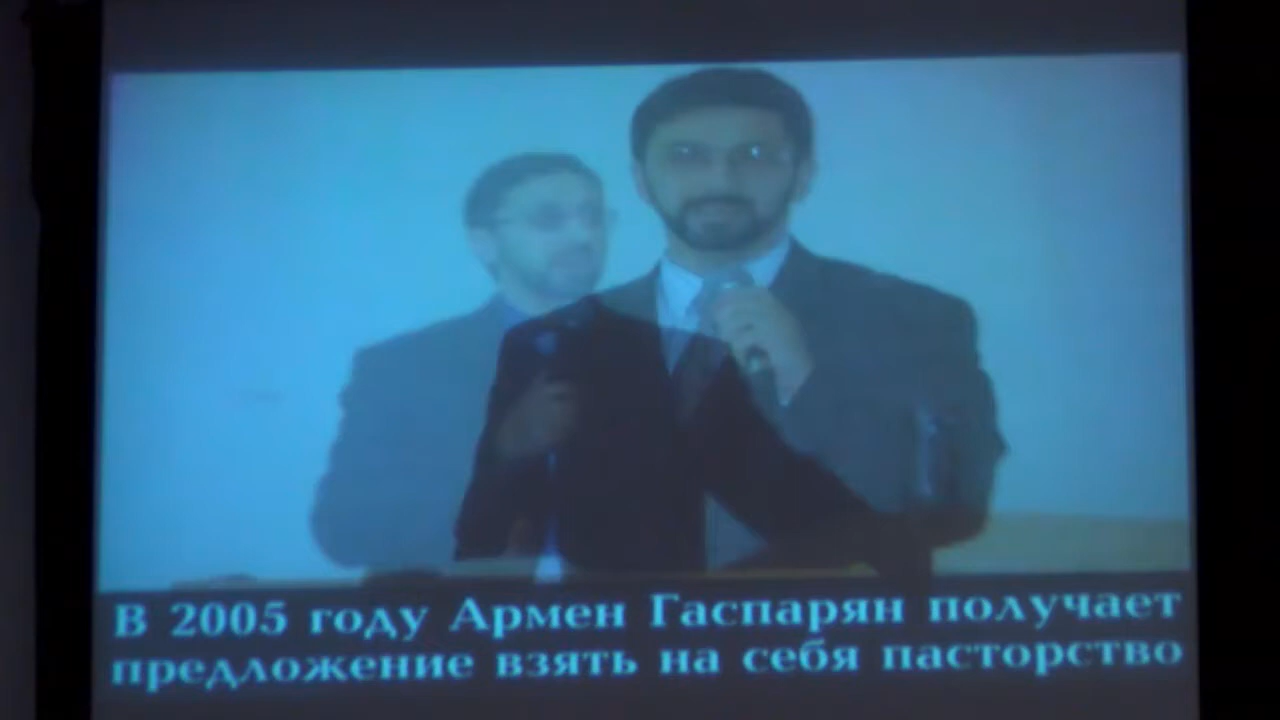 В 2005 году Армен Гаспарян получает
предложение взять на себя пасторство